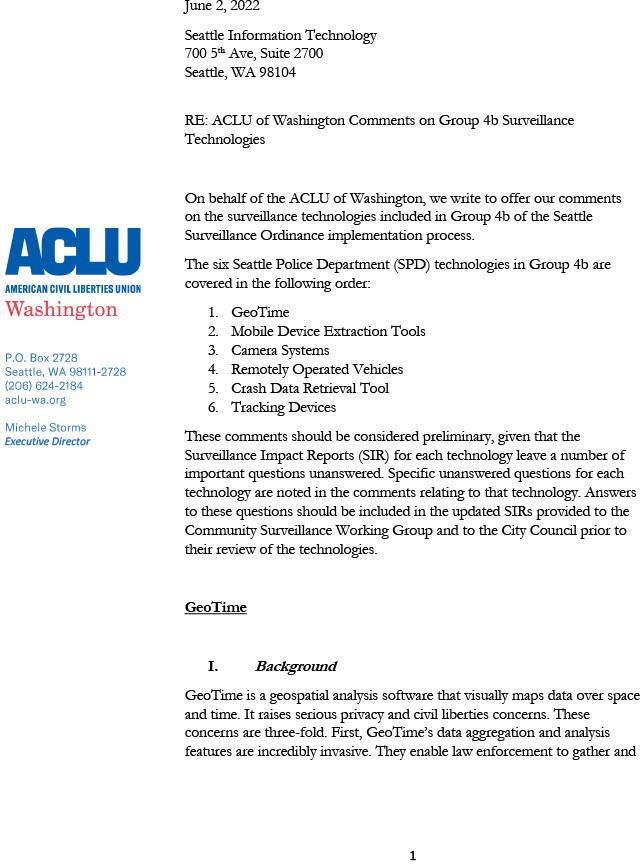 June 2, 2022
Seattle Information Technology
700 5th Ave, Suite 2700
Seattle, WA 98104
RE: ACLU of Washington Comments on Group 4b Surveillance
Technologies
On behalf of the ACLU of Washington, we write to offer our comments
on the surveillance technologies included in Group 4b of the Seattle
Surveillance Ordinance implementation process.
The six Seattle Police Department (SPD) technologies in Group 4b are
covered in the following order:
1. GeoTime
2. Mobile Device Extraction Tools
3. Camera Systems
4. Remotely Operated Vehicles
5. Crash Data Retrieval Tool
6. Tracking Devices
These comments should be considered preliminary, given that the
Surveillance Impact Reports (SIR) for each technology leave a number of
important questions unanswered. Specific unanswered questions for each
technology are noted in the comments relating to that technology. Answers
to these questions should be included in the updated SIRs provided to the
Community Surveillance Working Group and to the City Council prior to
their review of the technologies.
GeoTime
I. Background
GeoTime is a geospatial analysis software that visually maps data over space
and time. It raises serious privacy and civil liberties concerns. These
concerns are three-fold. First, GeoTime's data aggregation and analysis
features are incredibly invasive. They enable law enforcement to gather and
1
ACLU
AMERICAN CIVIL LIBERTIES UNION
Washington
P.O. Box 2728
Seattle, WA 98111-2728
(206) 624-2184
aclu-wa.org
Michele Storms
Executive Director